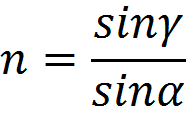 n = sinγ / sinα